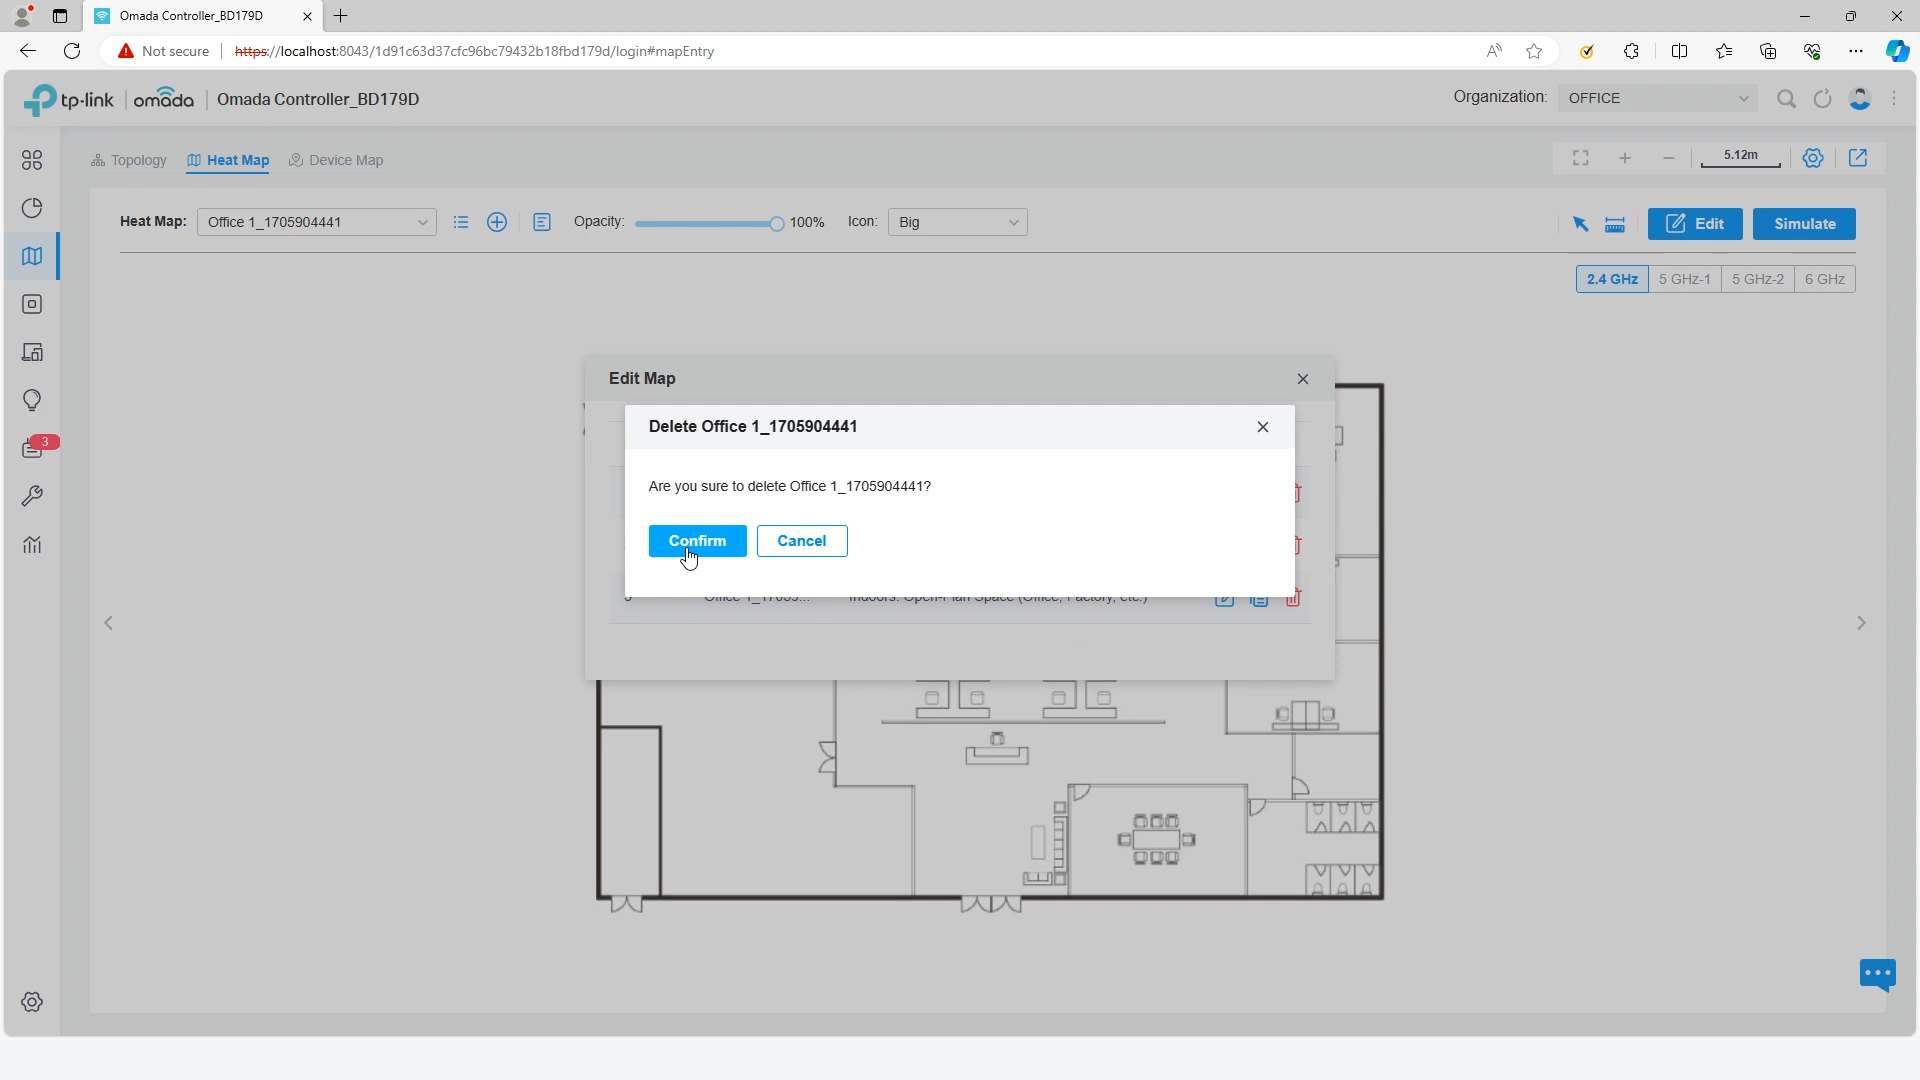 Omada Controller_BD179D
Not secure https://localhost:8043/1d91c63d37cfc96bc79432b18fbd179d/login#mapEntry
tp-link omada Omada Controller_BD179D Organization: OFFICE
Topology Heat Map Device Map 5.12m
Heat Map: Office 1_1705904441 Opacity: 100% Icon: Big Edit Simulate
2.4 GHz 5 GHz-1 5 GHz-2 6 GHz
Edit Map
Delete Office 1_1705904441
3
Are you sure to delete Office 1_1705904441?
Confirm Cancel